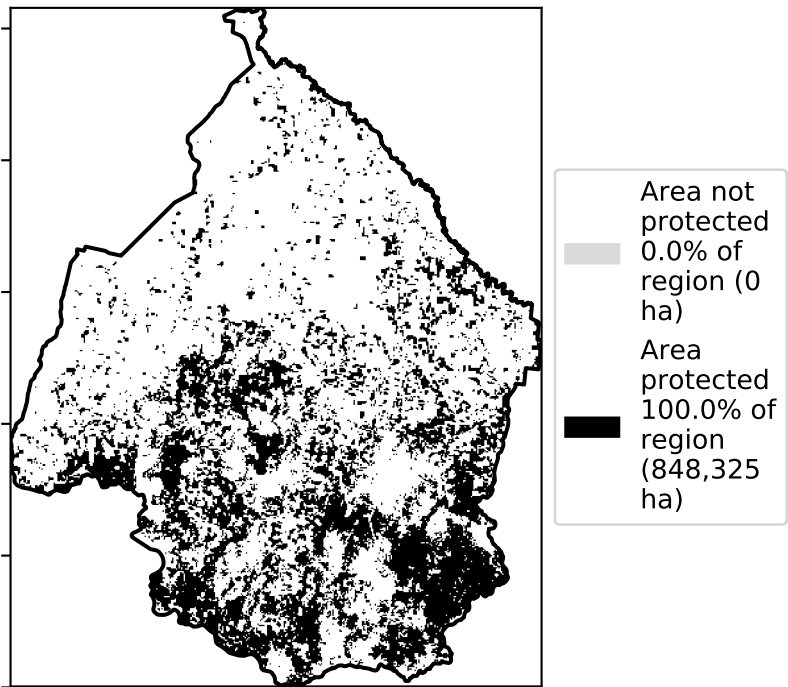 Area not
protected
0.0% of
region (0
ha)
Area
protected
100.0% of
region
(848,325
ha)